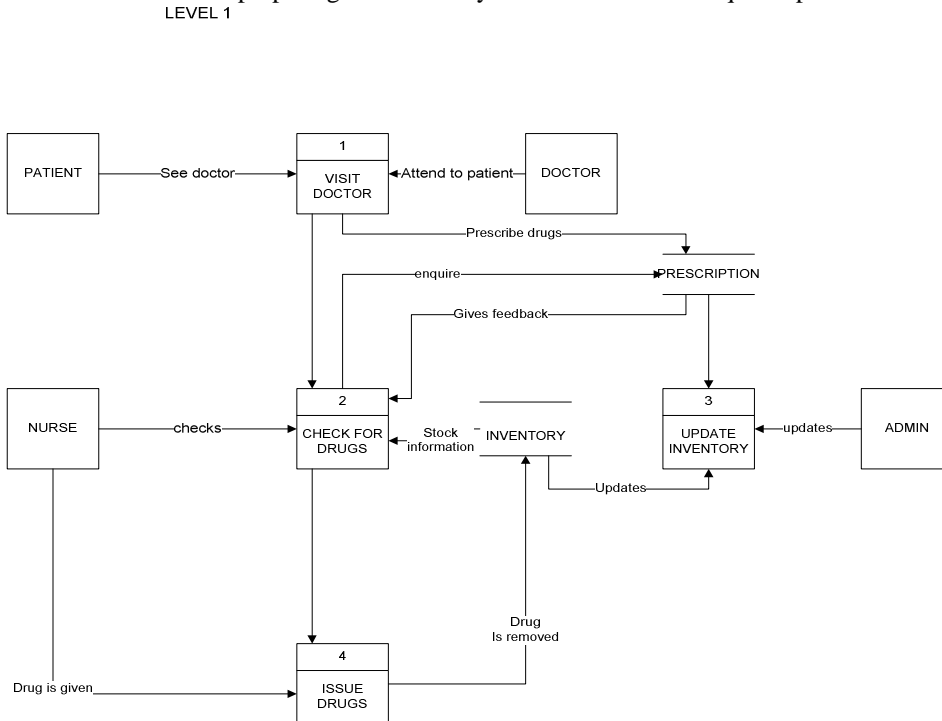 LEVEL 1
1
PATIENT
See doctor
VISIT
DOCTOR
Attend to patient
DOCTOR
Prescribe drugs
enquire
PRESCRIPTION
Gives feedback
2
3
NURSE
checks
CHECK FOR
DRUGS
Stock
information
INVENTORY
UPDATE
INVENTORY
updates
ADMIN
Updates
Drug
Is removed
4
Drug is given
ISSUE
DRUGS